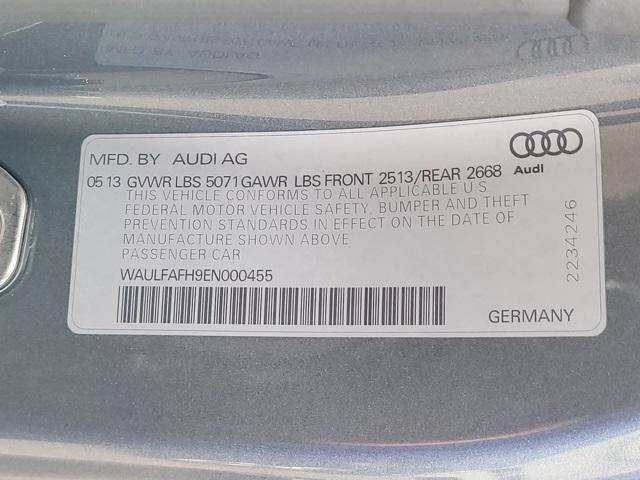 MFD. BY AUDI AG
05 13 GVWR LBS 5071 GAWR LBS FRONT 2513/REAR 2668
Audi
THIS VEHICLE CONFORMS TO ALL APPLICABLE U.S
FEDERAL MOTOR VEHICLE SAFETY, BUMPER AND THEFT
PREVENTION STANDARDS IN EFFECT ON THE DATE OF
MANUFACTURE SHOWN ABOVE
PASSENGER CAR
WAULFAFH9EN000455
GERMANY
2234246